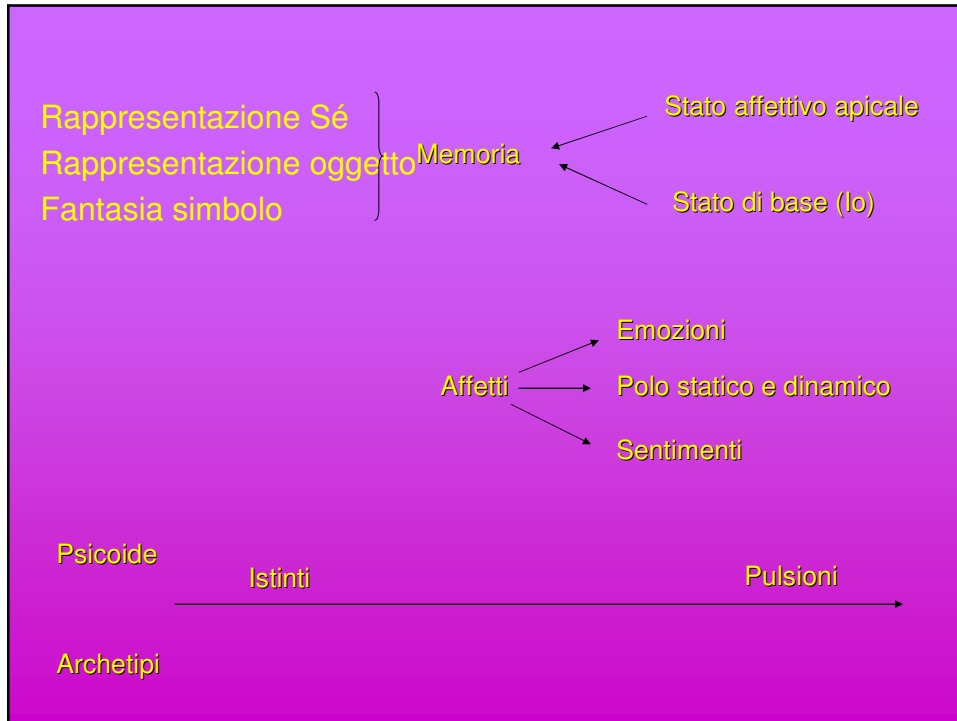 Rappresentazione Sé
Rappresentazione oggetto
Fantasia simbolo
Memoria
Stato affettivo apicale
Stato di base (Io)
Emozioni
Affetti
Polo statico e dinamico
Sentimenti
Psicoide
Istinti
Pulsioni
Archetipi